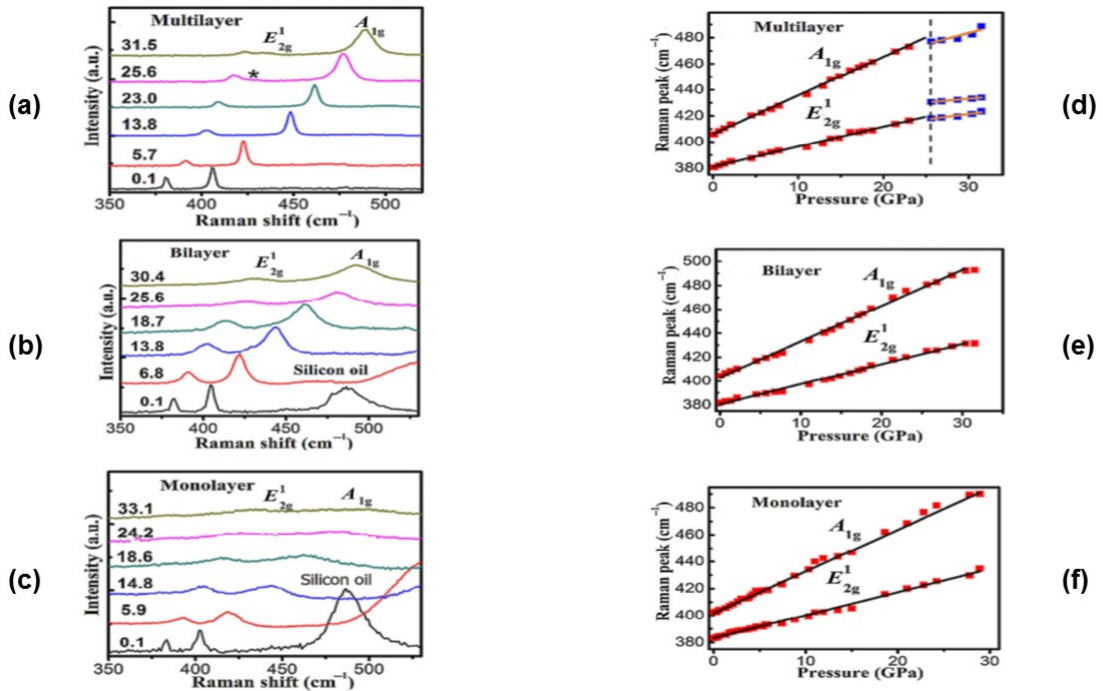 (a)
Multilayer
E¹2g
A1g
31.5
25.6
*
23.0
13.8
5.7
0.1
350 400 450 500
Raman shift (cm⁻¹)
Intensity (a.u.)
(d)
Multilayer
A1g
E¹2g
480
440
420
400
380
0 10 20 30
Pressure (GPa)
Raman peak (cm⁻¹)
(b)
Bilayer
E¹2g
A1g
30.4
25.6
18.7
13.8
6.8
Silicon oil
0.1
350 400 450 500
Raman shift (cm⁻¹)
Intensity (a.u.)
(e)
Bilayer
A1g
E¹2g
500
480
460
440
420
400
380
0 10 20 30
Pressure (GPa)
Raman peak (cm⁻¹)
(c)
Monolayer
E¹2g
A1g
33.1
24.2
18.6
14.8
Silicon oil
5.9
0.1
350 400 450 500
Raman shift (cm⁻¹)
Intensity (a.u.)
(f)
Monolayer
A1g
E¹2g
480
460
440
420
400
380
0 10 20 30
Pressure (GPa)
Raman peak (cm⁻¹)